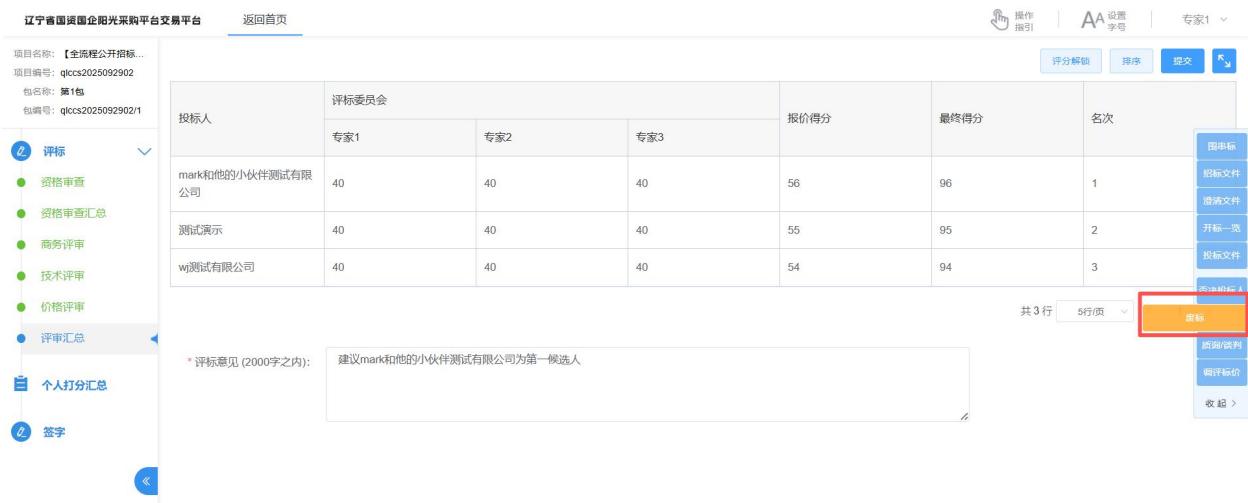 辽宁省国资国企阳光采购平台交易平台
返回首页
操作指引
AA 设置字号
专家1
项目名称: 【全流程公开招标...
项目编号: qlccs2025092902
包名称: 第1包
包编号: qlccs2025092902/1
评标
资格审查
资格审查汇总
商务评审
技术评审
价格评审
评审汇总
个人打分汇总
签字
评分解锁 排序 提交
投标人 评标委员会 报价得分 最终得分 名次
专家1 专家2 专家3
mark和他的小伙伴测试有限
公司
40 40 40 56 96 1
测试演示 40 40 40 55 95 2
wj测试有限公司 40 40 40 54 94 3
共 3 行 5行/页
* 评标意见 (2000字之内):
建议mark和他的小伙伴测试有限公司为第一候选人
围串标
招标文件
澄清文件
开标一览
投标文件
否决投标人
废标
质询/谈判
调评标价
收起 >